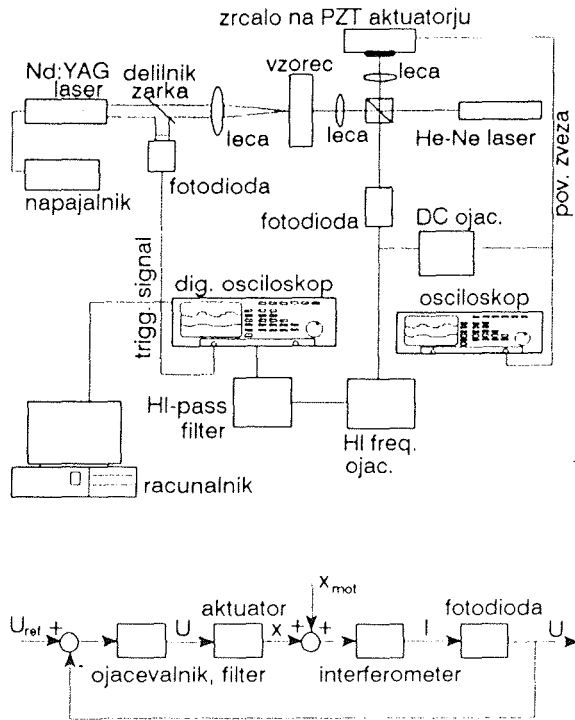 zrcalo na PZT aktuatorju
Nd:YAG
laser
delilnik
zarka
vzorec
leca
leca
leca
He-Ne laser
napajalnik
fotodioda
fotodioda
DC ojac.
pov. zveza
trigg. signal
dig. osciloskop
osciloskop
HI-pass
filter
HI freq.
ojac.
racunalnik
x mot
U ref
+
-
U
aktuator
x
+
+
fotodioda
I
U
ojacevalnik, filter
interferometer